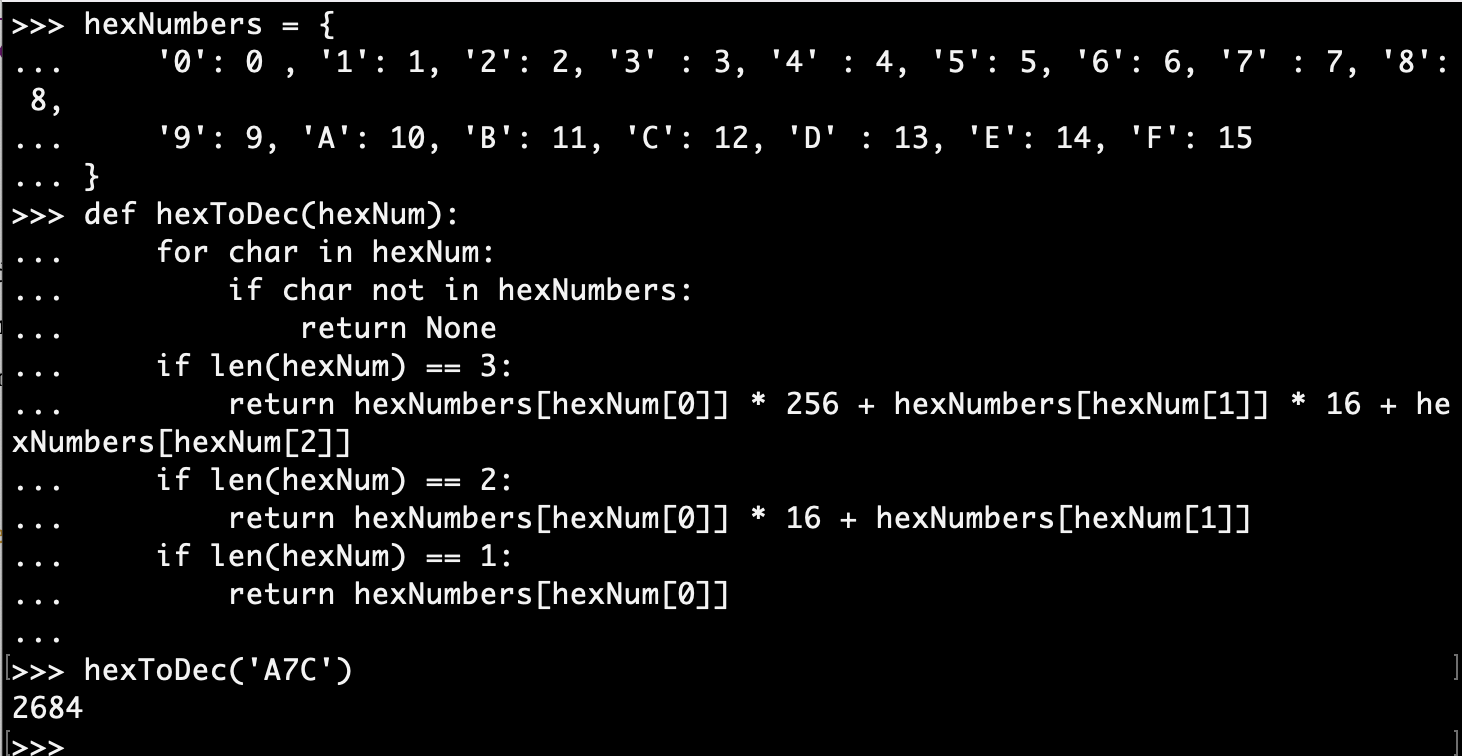 >>> hexNumbers = {
...     '0': 0 , '1': 1, '2': 2, '3' : 3, '4' : 4, '5': 5, '6': 6, '7' : 7, '8':
 8,
...     '9': 9, 'A': 10, 'B': 11, 'C': 12, 'D' : 13, 'E': 14, 'F': 15
... }
>>> def hexToDec(hexNum):
...     for char in hexNum:
...         if char not in hexNumbers:
...             return None
...     if len(hexNum) == 3:
...         return hexNumbers[hexNum[0]] * 256 + hexNumbers[hexNum[1]] * 16 + he
xNumbers[hexNum[2]]
...     if len(hexNum) == 2:
...         return hexNumbers[hexNum[0]] * 16 + hexNumbers[hexNum[1]]
...     if len(hexNum) == 1:
...         return hexNumbers[hexNum[0]]
...
[>>> hexToDec('A7C') ]
2684
[>>> ]